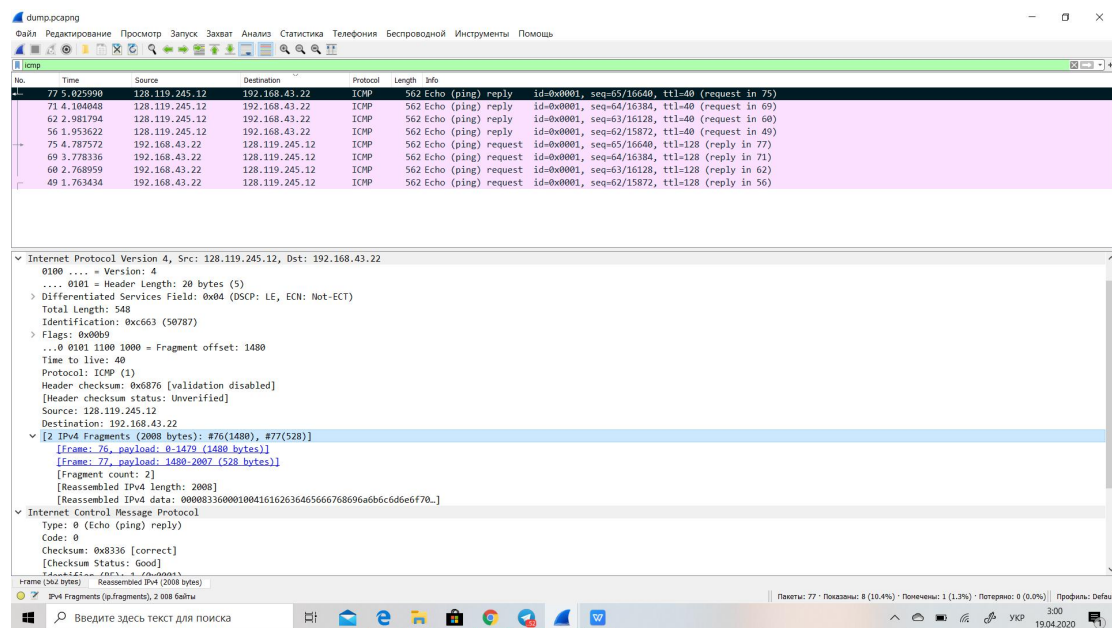 dump.pcapng
Файл Редактирование Просмотр Запуск Захват Анализ Статистика Телефония Беспроводной Инструменты Помощь
icmp
No. Time Source Destination Protocol Length Info
77 5.025990 128.119.245.12 192.168.43.22 ICMP 562 Echo (ping) reply id=0x0001, seq=65/16640, ttl=40 (request in 75)
71 4.104048 128.119.245.12 192.168.43.22 ICMP 562 Echo (ping) reply id=0x0001, seq=64/16384, ttl=40 (request in 69)
62 2.981794 128.119.245.12 192.168.43.22 ICMP 562 Echo (ping) reply id=0x0001, seq=63/16128, ttl=40 (request in 60)
56 1.953622 128.119.245.12 192.168.43.22 ICMP 562 Echo (ping) reply id=0x0001, seq=62/15872, ttl=40 (request in 49)
75 4.787572 192.168.43.22 128.119.245.12 ICMP 562 Echo (ping) request id=0x0001, seq=65/16640, ttl=128 (reply in 77)
69 3.778336 192.168.43.22 128.119.245.12 ICMP 562 Echo (ping) request id=0x0001, seq=64/16384, ttl=128 (reply in 71)
60 2.768959 192.168.43.22 128.119.245.12 ICMP 562 Echo (ping) request id=0x0001, seq=63/16128, ttl=128 (reply in 62)
49 1.763434 192.168.43.22 128.119.245.12 ICMP 562 Echo (ping) request id=0x0001, seq=62/15872, ttl=128 (reply in 56)
Internet Protocol Version 4, Src: 128.119.245.12, Dst: 192.168.43.22
0100 .... = Version: 4
.... 0101 = Header Length: 20 bytes (5)
Differentiated Services Field: 0x04 (DSCP: LE, ECN: Not-ECT)
Total Length: 548
Identification: 0xc663 (50787)
Flags: 0x00b9
...0 0101 1100 1000 = Fragment offset: 1480
Time to live: 40
Protocol: ICMP (1)
Header checksum: 0x6876 [validation disabled]
[Header checksum status: Unverified]
Source: 128.119.245.12
Destination: 192.168.43.22
[2 IPv4 Fragments (2008 bytes): #76(1480), #77(528)]
[Frame: 76, payload: 0-1479 (1480 bytes)]
[Frame: 77, payload: 1480-2007 (528 bytes)]
[Fragment count: 2]
[Reassembled IPv4 length: 2008]
[Reassembled IPv4 data: 000083360001004161626364656667686 96a6b6c6d6e6f70…]
Internet Control Message Protocol
Type: 0 (Echo (ping) reply)
Code: 0
Checksum: 0x8336 [correct]
[Checksum Status: Good]
Identifier (BE): 1 (0x0001)
Frame (562 bytes) Reassembled IPv4 (2008 bytes)
IPv4 Fragments (ip.fragments), 2 008 байты Пакеты: 77 · Показаны: 8 (10.4%) · Помечены: 1 (1.3%) · Потеряно: 0 (0.0%) Профиль: Defau
Введите здесь текст для поиска
УКР
3:00
19.04.2020